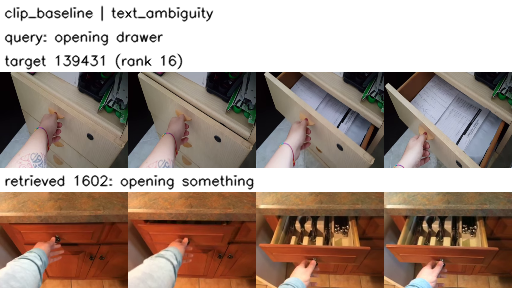 clip_baseline | text_ambiguity
query: opening drawer
target 139431 (rank 16)
retrieved 1602: opening something